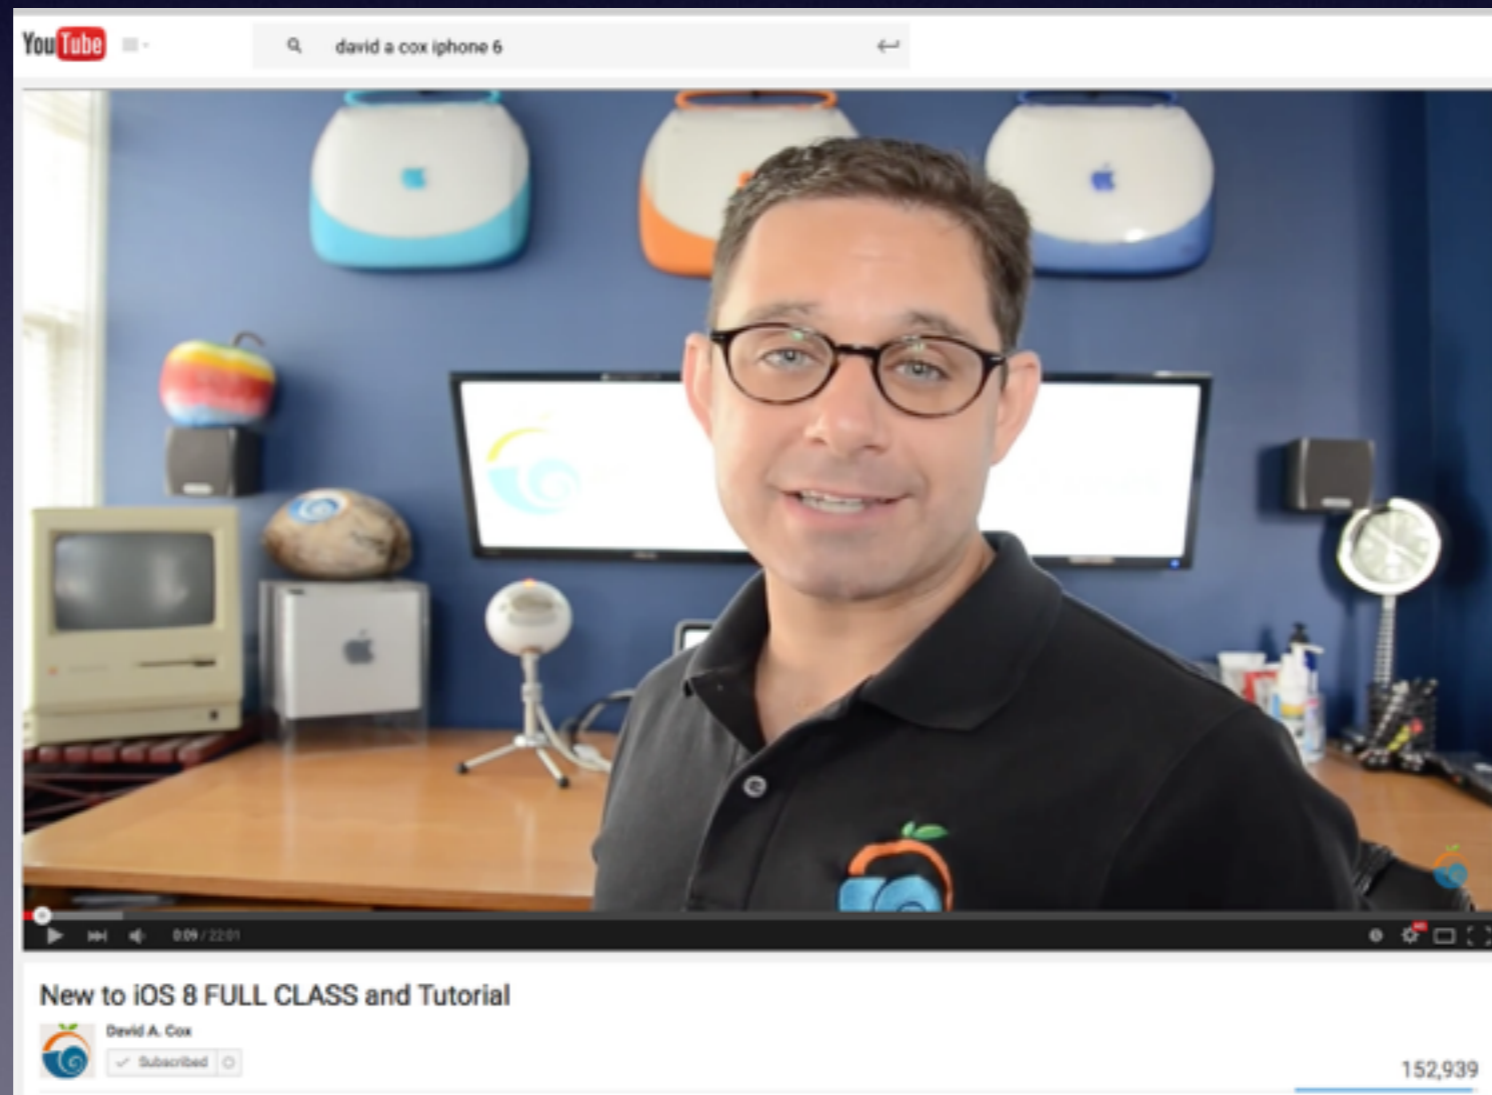 YouTube
david a cox iphone 6
0:09 / 22:01
New to iOS 8 FULL CLASS and Tutorial
David A. Cox
Subscribed
152,939